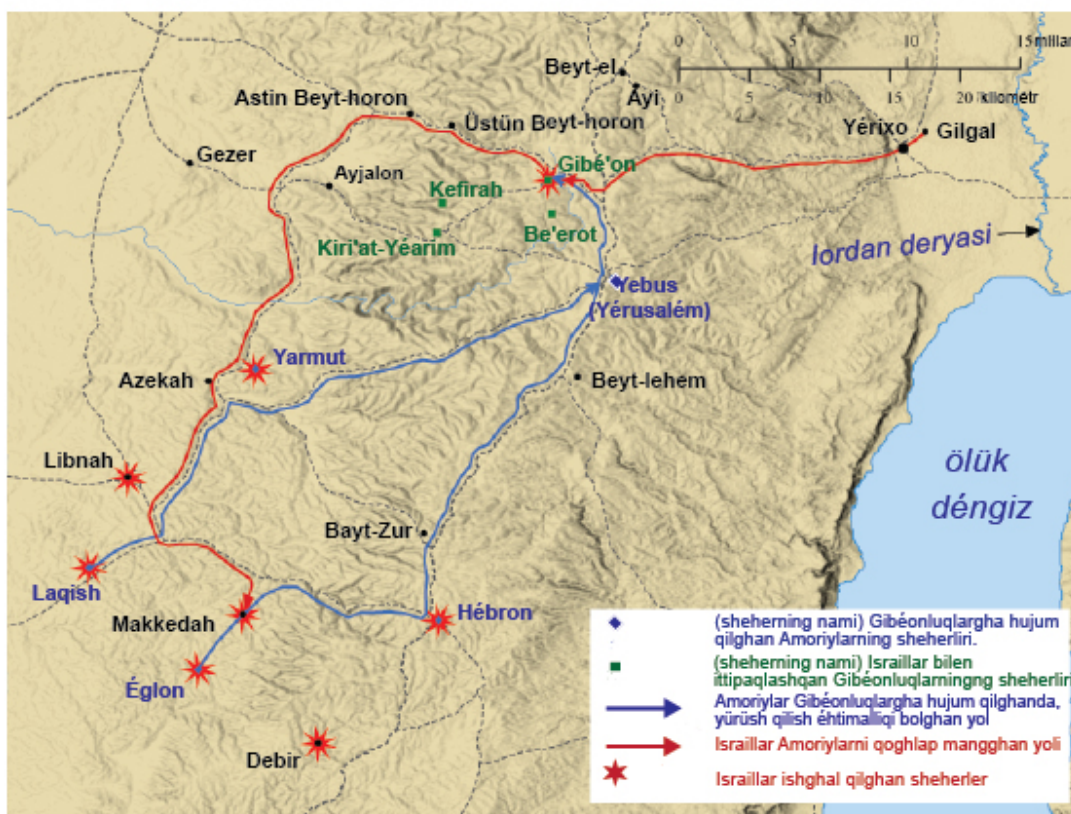 0 5 10 15 millar
0 5 10 15 20 kilométr
Beyt-el
Ayi
Astin Beyt-horon
Üstün Beyt-horon
Yérixo
Gilgal
Gezer
Gibé'on
Ayjalon
Kefirah
Be'erot
Kiri'at-Yéarim
Iordan deryasi
Yebus
(Yérusalém)
Yarmut
Azekah
Beyt-lehem
Libnah
ölük
déngiz
Bayt-Zur
Laqish
Makkedah
Hébron
Églon
Debir
(sheherning nami) Gibéonluqlargha hujum
qilghan Amoriylarning sheherliri.
(sheherning nami) Israillar bilen
ittipaqlashqan Gibéonluqlarningng sheherliri
Amoriylar Gibéonluqlargha hujum qilghanda,
yürüsh qilish éhtimalliqi bolghan yol
Israillar Amoriylarni qoghlap mangghan yoli
Israillar ishghal qilghan sheherler